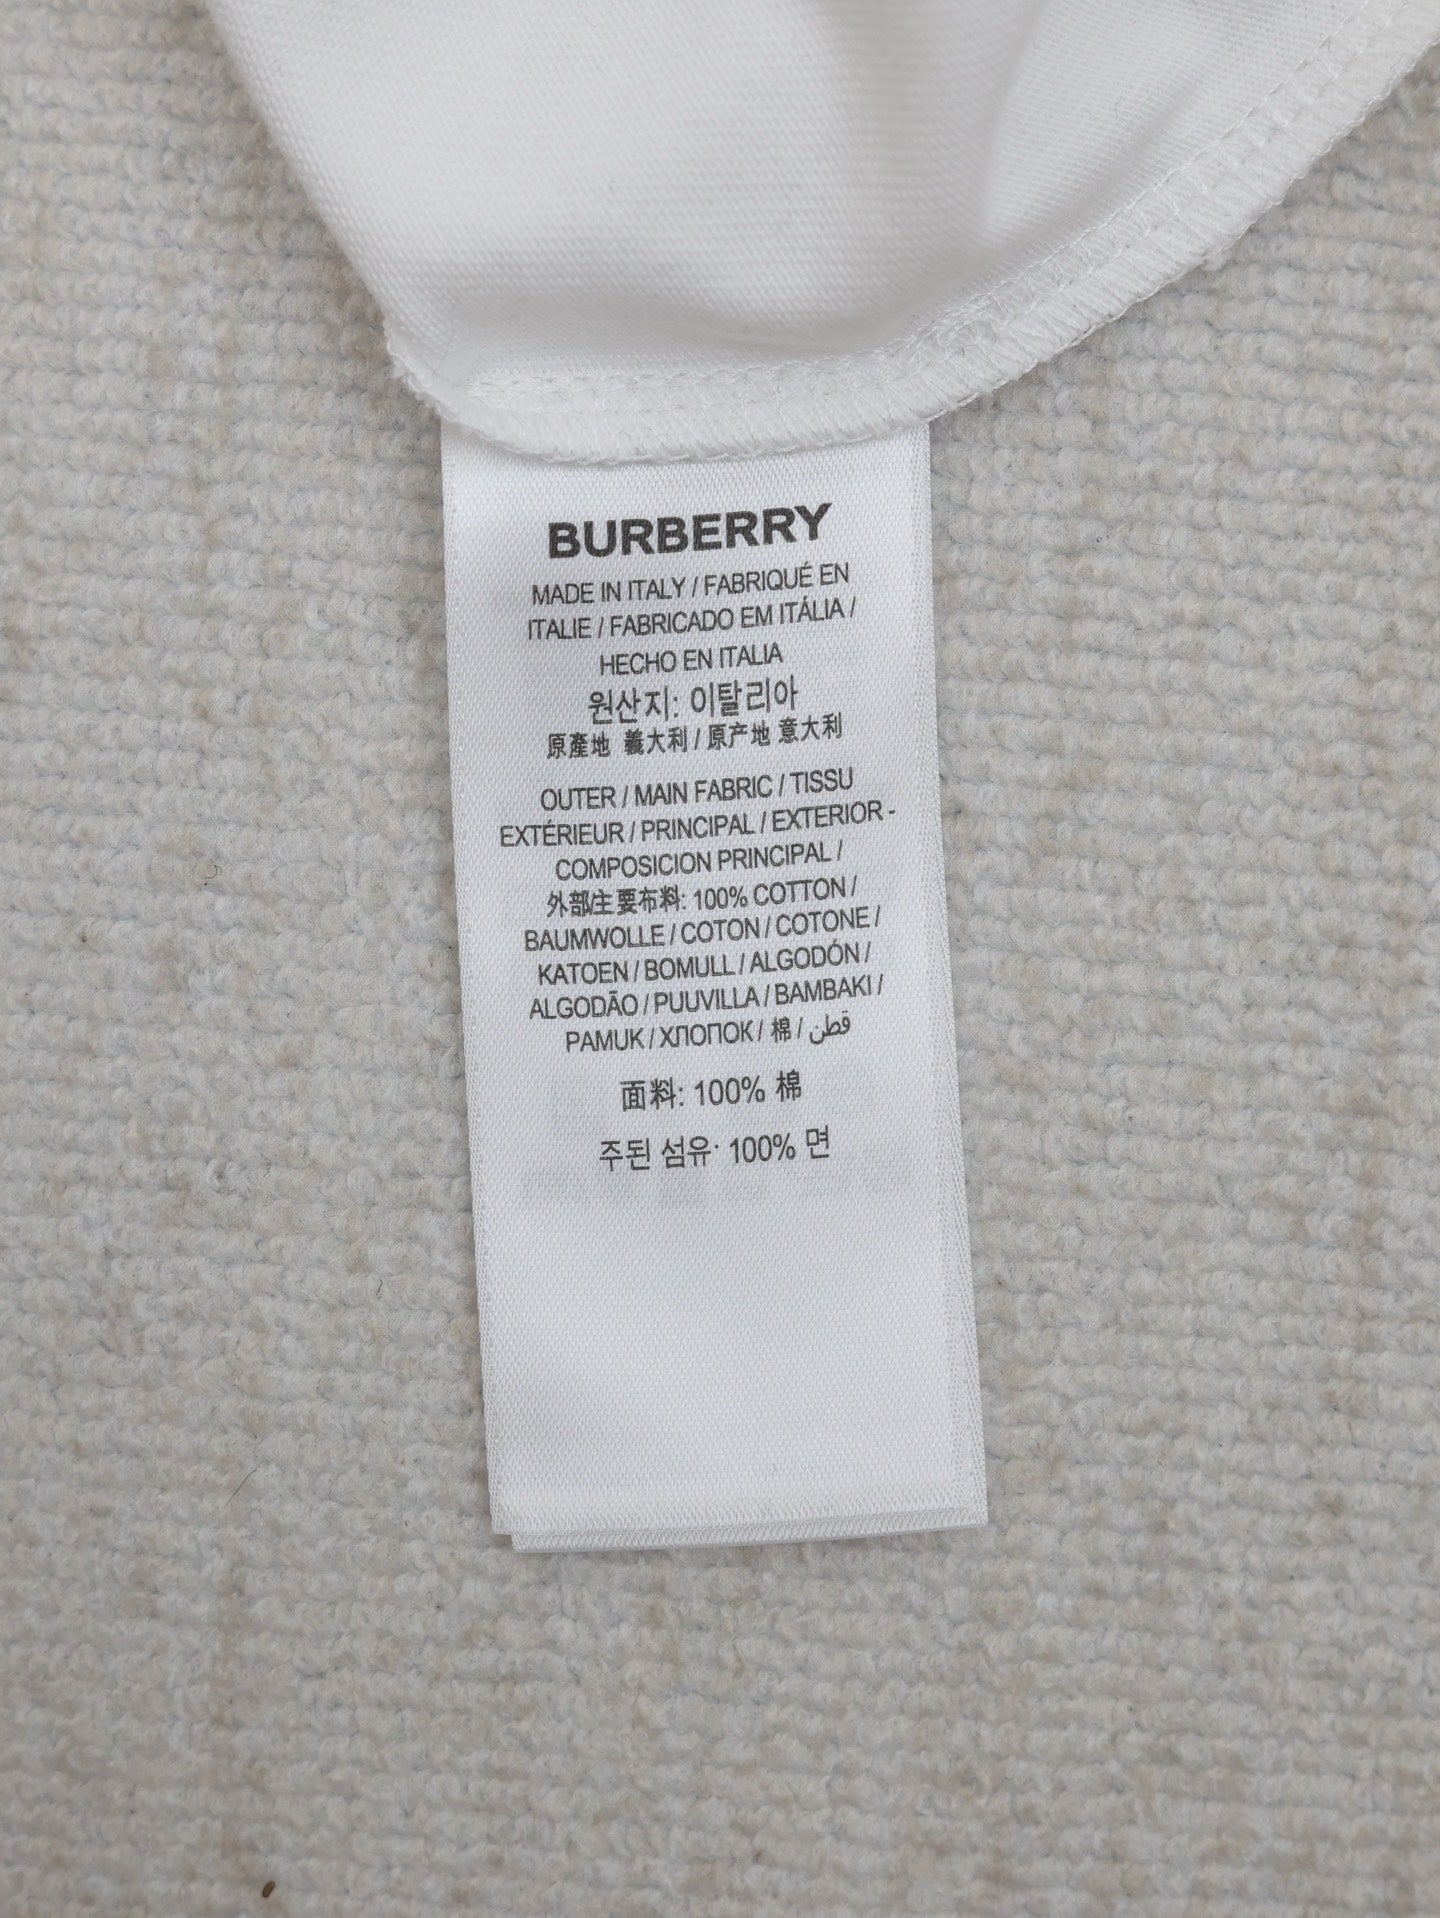 BURBERRY
MADE IN ITALY / FABRIQUÉ EN
ITALIE / FABRICADO EM ITÁLIA /
HECHO EN ITALIA
원산지: 이탈리아
原產地 義大利 / 原产地 意大利
OUTER / MAIN FABRIC / TISSU
EXTÉRIEUR / PRINCIPAL / EXTERIOR -
COMPOSICION PRINCIPAL /
外部主要布料: 100% COTTON /
BAUMWOLLE / COTON / COTONE /
KATOEN / BOMULL / ALGODÓN /
ALGODÃO / PUUVILLA / BAMBAKI /
PAMUK / ХЛОПОК / 棉 / قطن
面料: 100% 棉
주된 섬유: 100% 면